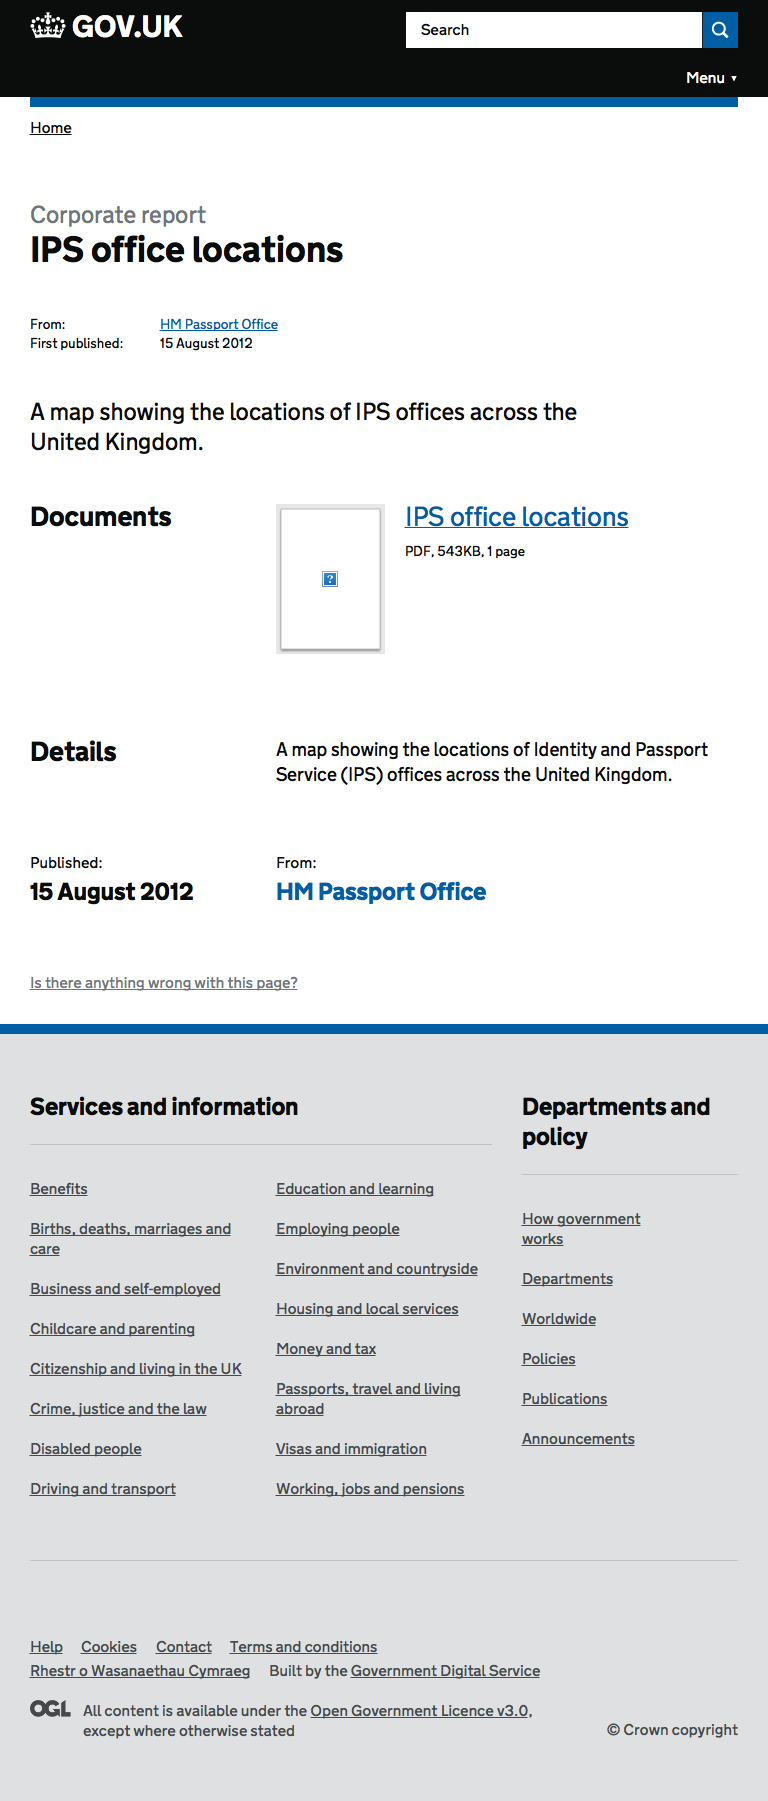 GOV.UK
Search
Menu ▼
Home
Corporate report
IPS office locations
From: HM Passport Office
First published: 15 August 2012
A map showing the locations of IPS offices across the
United Kingdom.
Documents
?
IPS office locations
PDF, 543KB, 1 page
Details
A map showing the locations of Identity and Passport
Service (IPS) offices across the United Kingdom.
Published:
15 August 2012
From:
HM Passport Office
Is there anything wrong with this page?
Services and information
Benefits
Births, deaths, marriages and
care
Business and self-employed
Childcare and parenting
Citizenship and living in the UK
Crime, justice and the law
Disabled people
Driving and transport
Education and learning
Employing people
Environment and countryside
Housing and local services
Money and tax
Passports, travel and living
abroad
Visas and immigration
Working, jobs and pensions
Departments and
policy
How government
works
Departments
Worldwide
Policies
Publications
Announcements
Help Cookies Contact Terms and conditions
Rhestr o Wasanaethau Cymraeg Built by the Government Digital Service
OGL
All content is available under the Open Government Licence v3.0,
except where otherwise stated
© Crown copyright